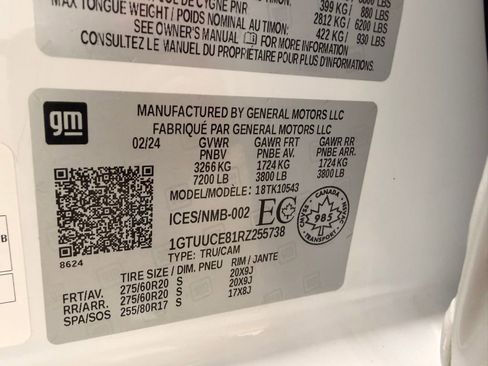 399 KG / 880 LBS
MAX TONGUE WEIGHT / POIDS NOMINAL AU TIMON: 2812 KG / 6200 LBS
422 KG / 930 LBS
SEE OWNER'S MANUAL FOR MORE INFORMATION
CONSULTEZ LE MANUEL DU PROPRIÉTAIRE POUR PLUS D'INFORMATION
gm
MANUFACTURED BY GENERAL MOTORS LLC
FABRIQUÉ PAR GENERAL MOTORS LLC
02/24 GVWR GAWR FRT GAWR RR
PNBV PNBE AV. PNBE ARR.
3266 KG 1724 KG 1724 KG
7200 LB 3800 LB 3800 LB
MODEL/MODÈLE: 18TK10543
ICES/NMB-002 EC
CANADA
985
TRANSPORT
1GTUUCE81RZ255738
8624
TYPE: TRU/CAM
TIRE SIZE / DIM. PNEU RIM / JANTE
FRT/AV. 275/60R20 S 20X9J
RR/ARR. 275/60R20 S 20X9J
SPA/SOS 255/80R17 S 17X8J